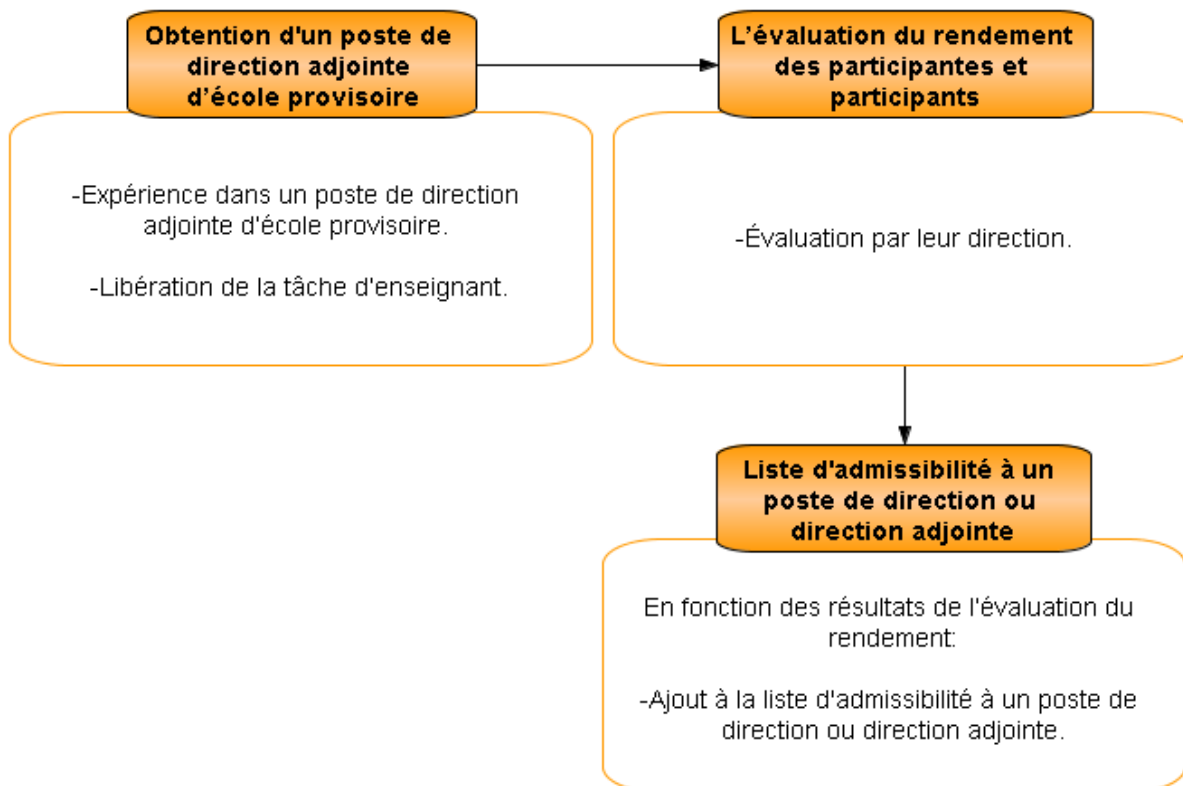 Obtention d'un poste de
direction adjointe
d’école provisoire
-Expérience dans un poste de direction
adjointe d'école provisoire.
-Libération de la tâche d'enseignant.
L’évaluation du rendement
des participantes et
participants
-Évaluation par leur direction.
Liste d'admissibilité à un
poste de direction ou
direction adjointe
En fonction des résultats de l'évaluation du
rendement:
-Ajout à la liste d'admissibilité à un poste de
direction ou direction adjointe.